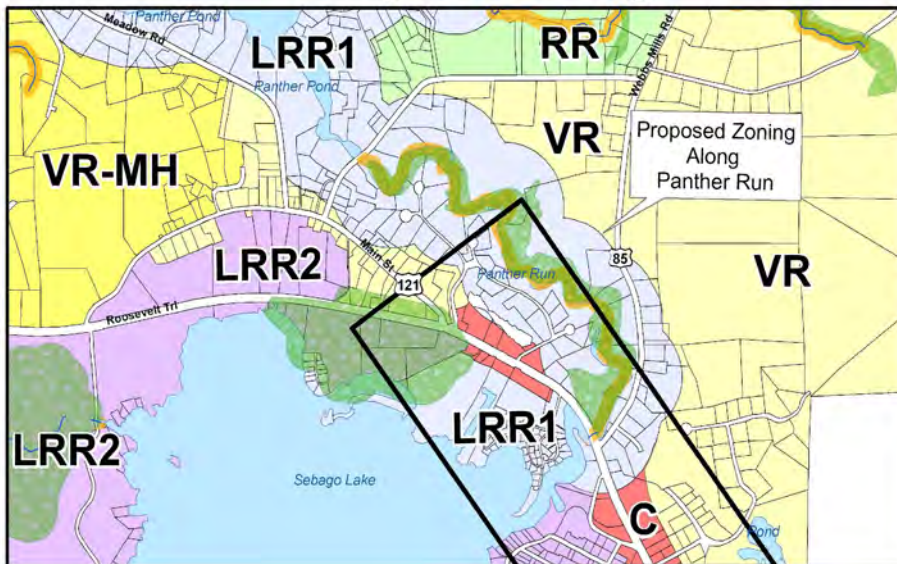 Panther Pond
Meadow Rd
LRR1
RR
Webbs Mills Rd
Panther Pond
VR
Proposed Zoning
Along
Panther Run
VR-MH
LRR2
Main St
121
Panther Run
85
VR
Roosevelt Trl
LRR1
LRR2
Sebago Lake
C
Pond